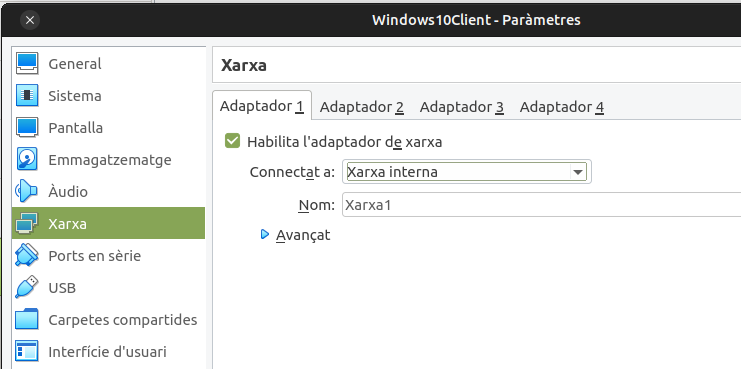 Windows10Client - Paràmetres
General
Sistema
Pantalla
Emmagatzematge
Àudio
Xarxa
Ports en sèrie
USB
Carpetes compartides
Interfície d'usuari
Xarxa
Adaptador 1 Adaptador 2 Adaptador 3 Adaptador 4
Habilita l'adaptador de xarxa
Connectat a: Xarxa interna
Nom: Xarxa1
Avançat